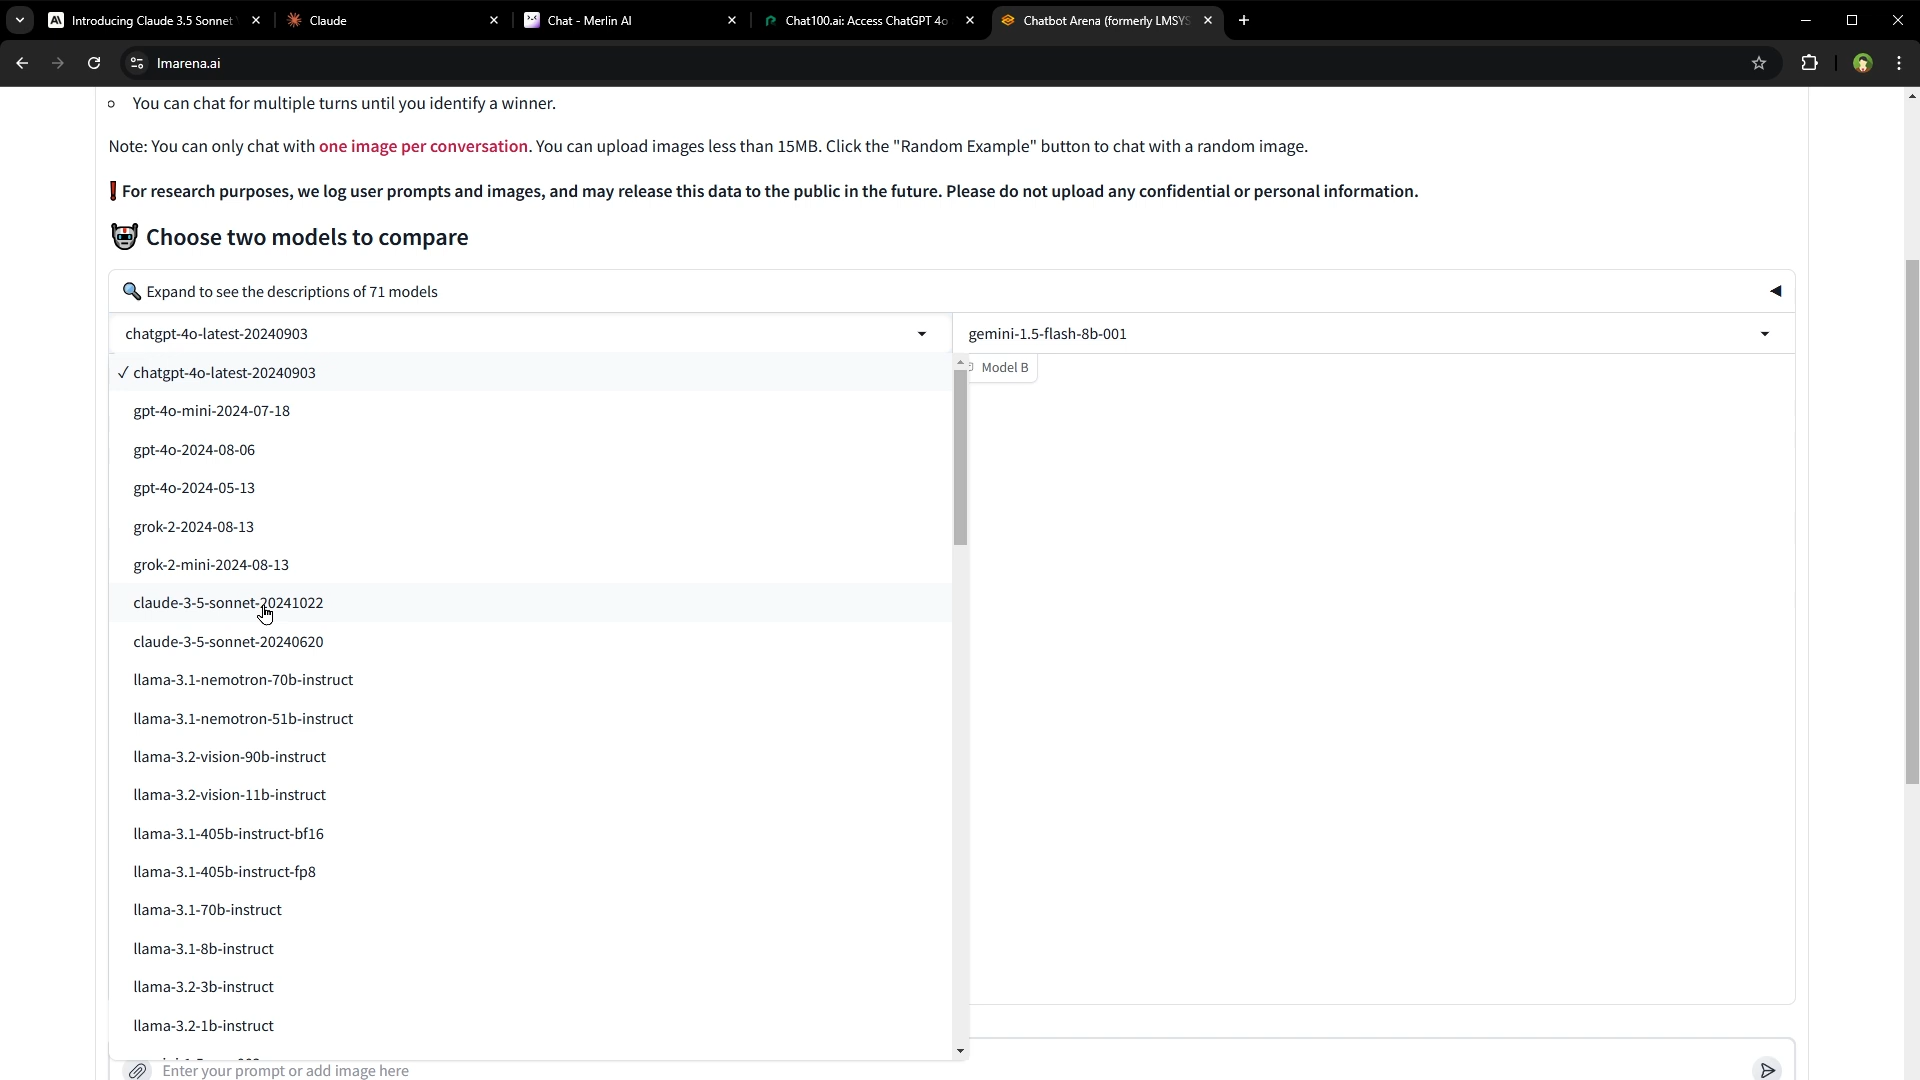 Introducing Claude 3.5 Sonnet
Claude
Chat - Merlin AI
Chat100.ai: Access ChatGPT 4o
Chatbot Arena (formerly LMSYS
lmarena.ai
You can chat for multiple turns until you identify a winner.
Note: You can only chat with one image per conversation. You can upload images less than 15MB. Click the "Random Example" button to chat with a random image.
For research purposes, we log user prompts and images, and may release this data to the public in the future. Please do not upload any confidential or personal information.
Choose two models to compare
Expand to see the descriptions of 71 models
chatgpt-4o-latest-20240903
gemini-1.5-flash-8b-001
Model B
✓ chatgpt-4o-latest-20240903
gpt-4o-mini-2024-07-18
gpt-4o-2024-08-06
gpt-4o-2024-05-13
grok-2-2024-08-13
grok-2-mini-2024-08-13
claude-3-5-sonnet-20241022
claude-3-5-sonnet-20240620
llama-3.1-nemotron-70b-instruct
llama-3.1-nemotron-51b-instruct
llama-3.2-vision-90b-instruct
llama-3.2-vision-11b-instruct
llama-3.1-405b-instruct-bf16
llama-3.1-405b-instruct-fp8
llama-3.1-70b-instruct
llama-3.1-8b-instruct
llama-3.2-3b-instruct
llama-3.2-1b-instruct
Enter your prompt or add image here